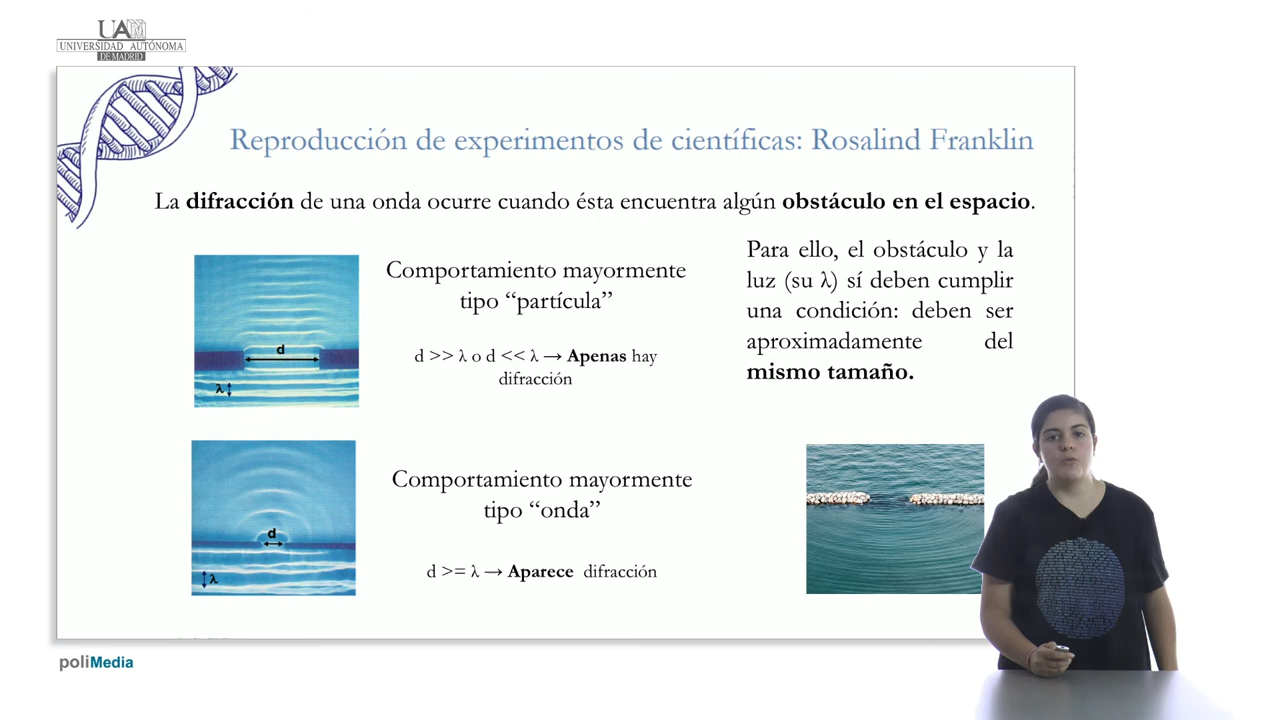 UAM
UNIVERSIDAD AUTÓNOMA
DE MADRID
Reproducción de experimentos de científicas: Rosalind Franklin
La difracción de una onda ocurre cuando ésta encuentra algún obstáculo en el espacio.
d
λ
Comportamiento mayormente
tipo “partícula”
d >> λ o d << λ → Apenas hay
difracción
Para ello, el obstáculo y la
luz (su λ) sí deben cumplir
una condición: deben ser
aproximadamente del
mismo tamaño.
d
λ
Comportamiento mayormente
tipo “onda”
d >= λ → Aparece difracción
poliMedia